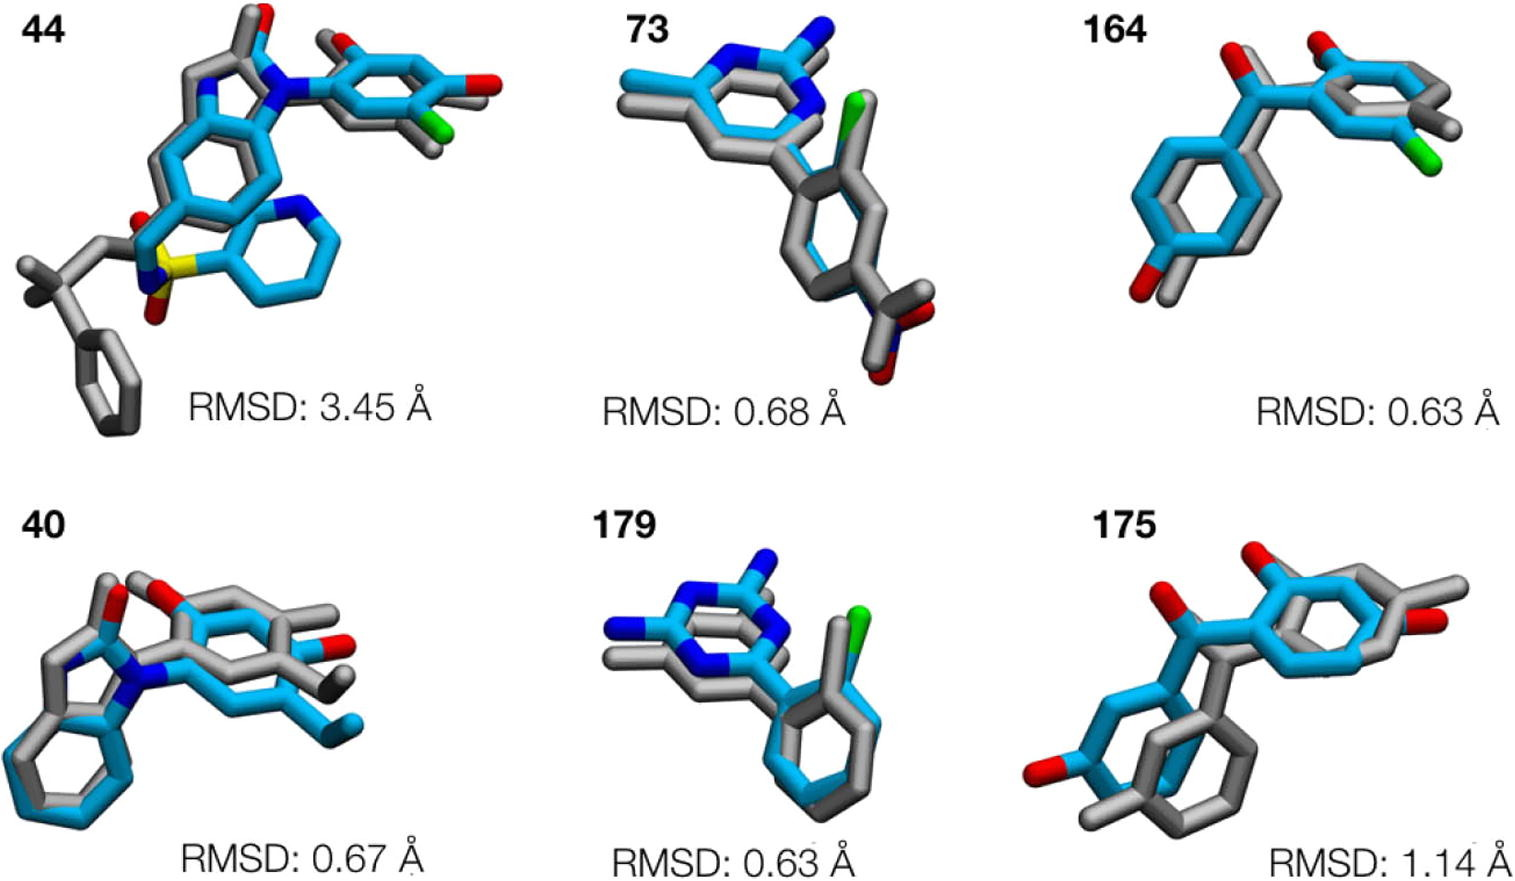 44
73
164
RMSD: 3.45 Å
RMSD: 0.68 Å
RMSD: 0.63 Å
40
179
175
RMSD: 0.67 Å
RMSD: 0.63 Å
RMSD: 1.14 Å